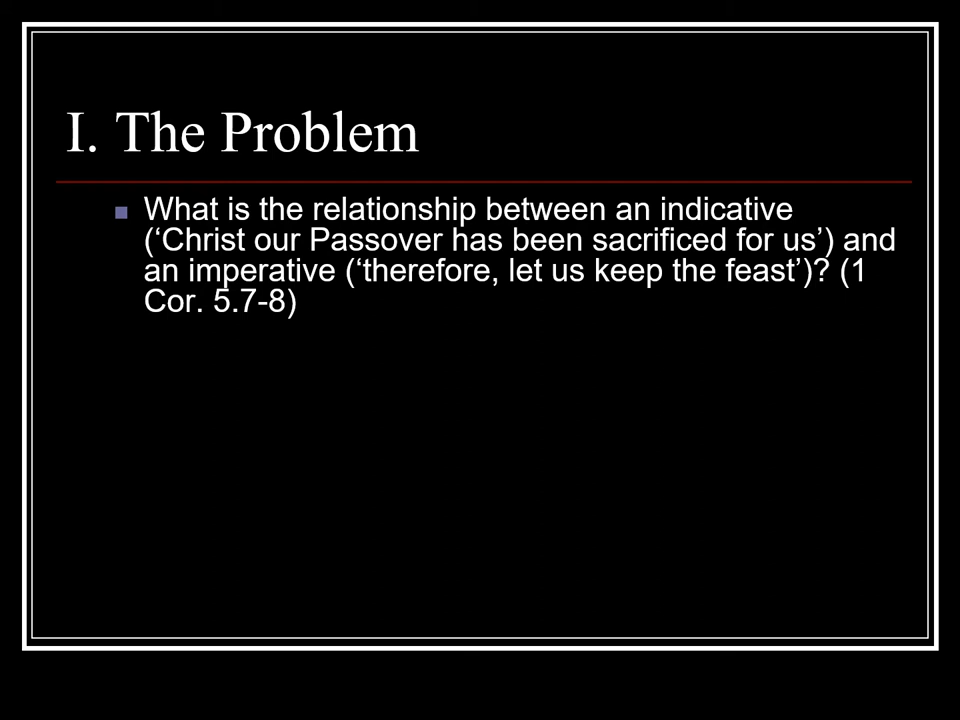 I. The Problem
What is the relationship between an indicative
(‘Christ our Passover has been sacrificed for us’) and
an imperative (‘therefore, let us keep the feast’)? (1
Cor. 5.7-8)